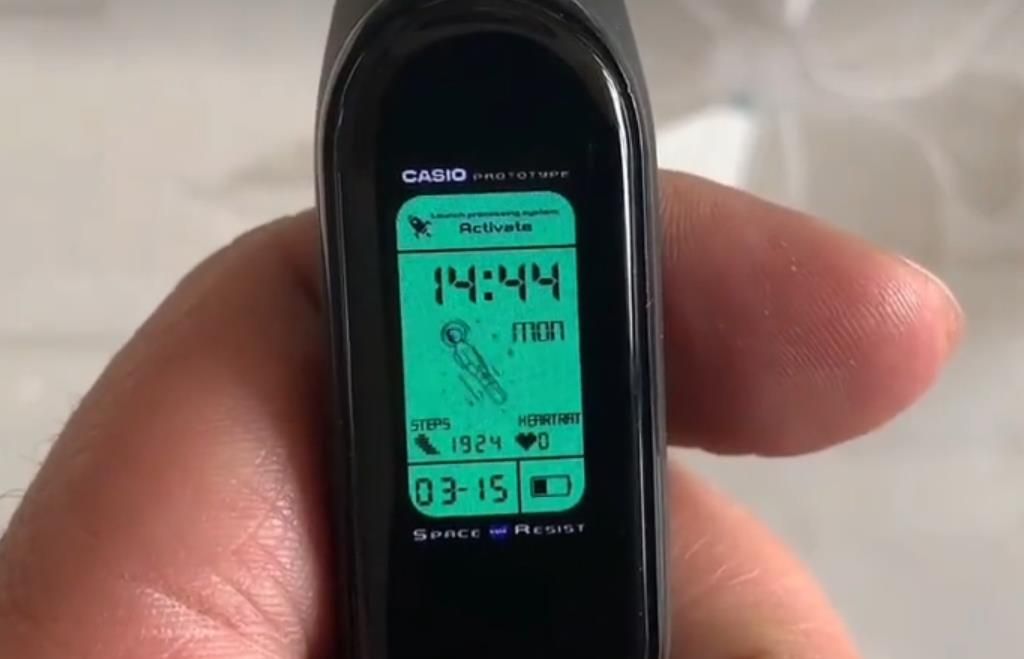 CASIO PROTOTYPE
Launch processing system
Activate
14:44
MON
STEPS HEARTRAT
1924 0
03-15
SPACE RESIST